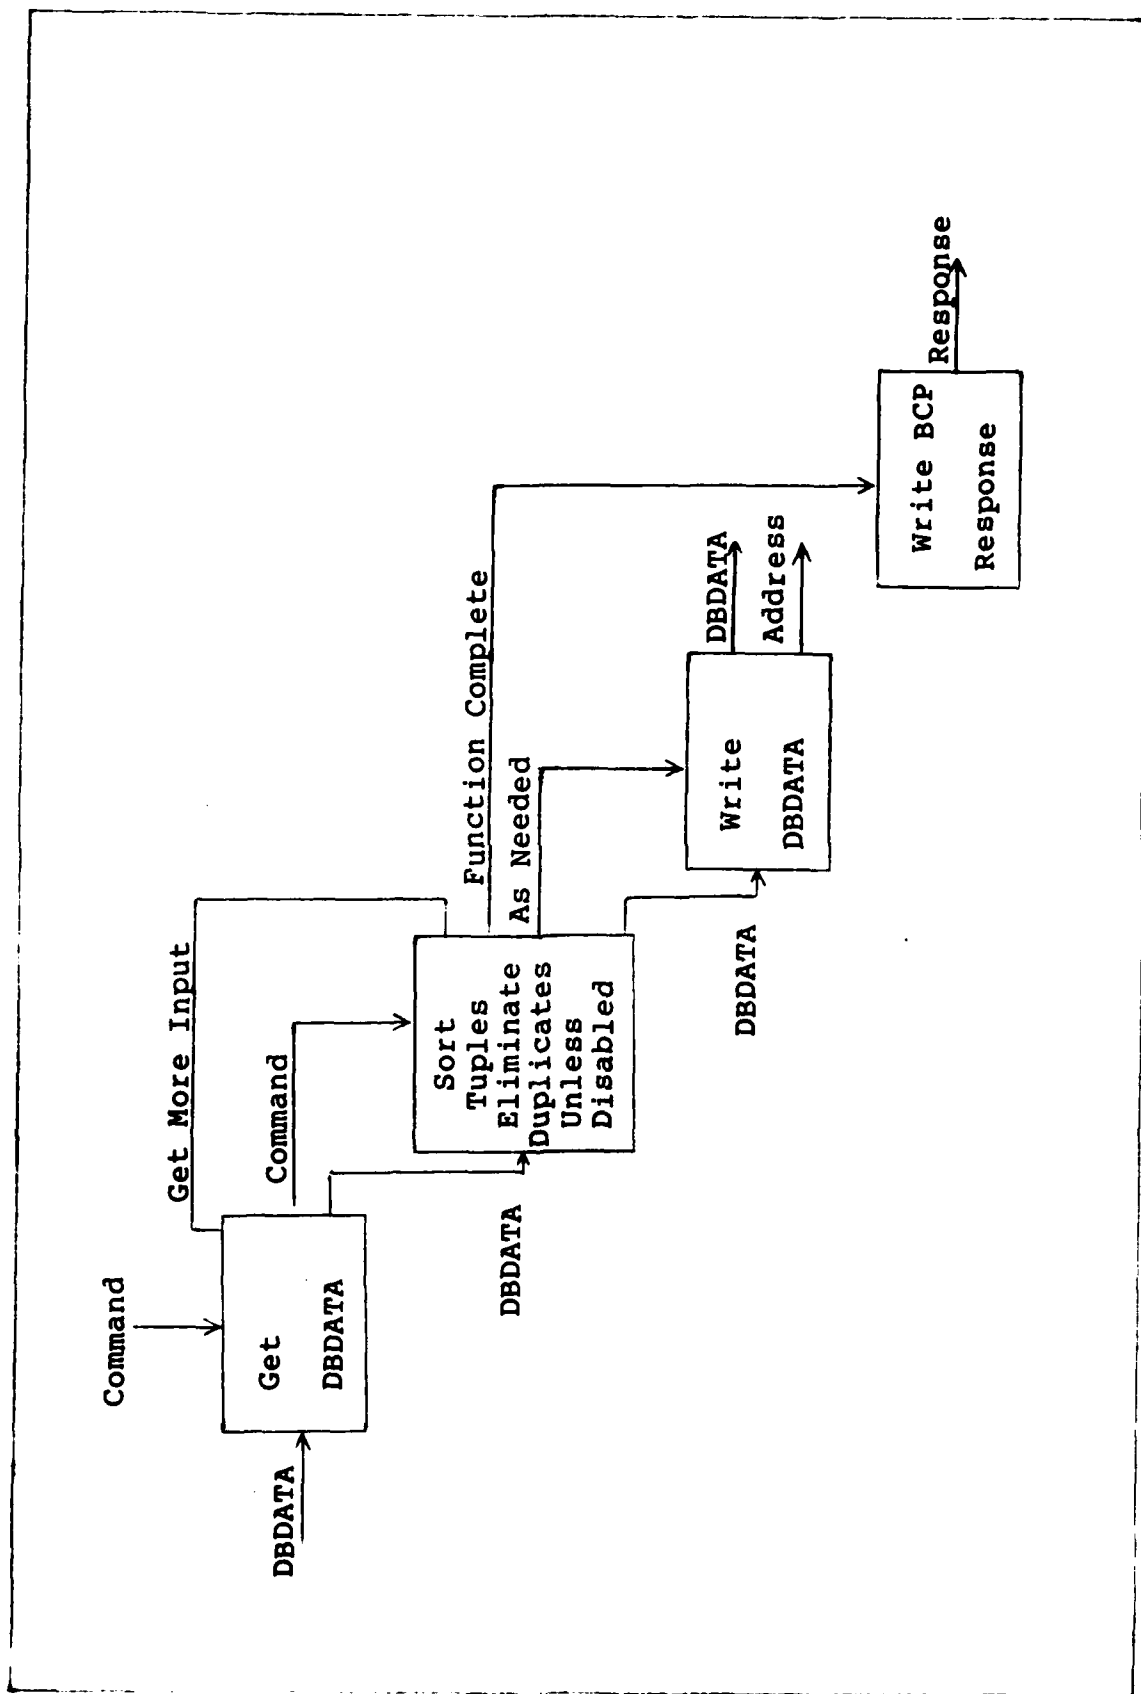 Get More Input
Command
Command
DBDATA
Get
DBDATA
DBDATA
Function Complete
As Needed
Sort
Tuples
Eliminate
Duplicates
Unless
Disabled
DBDATA
DBDATA
Address
Write
DBDATA
Response
Write BCP
Response